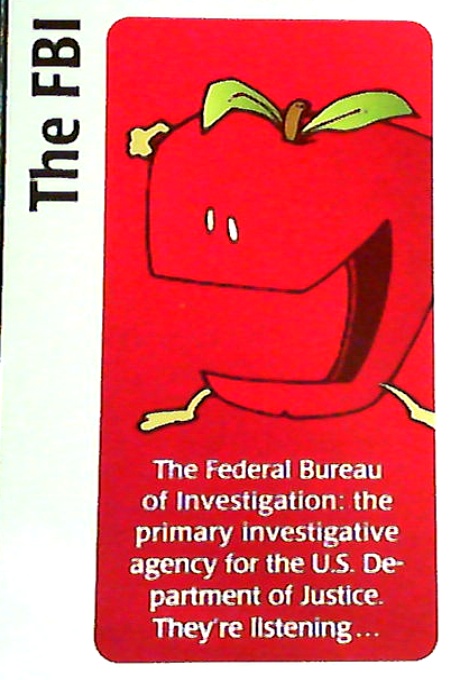 The FBI
The Federal Bureau
of Investigation: the
primary investigative
agency for the U.S. De-
partment of Justice.
They're listening...